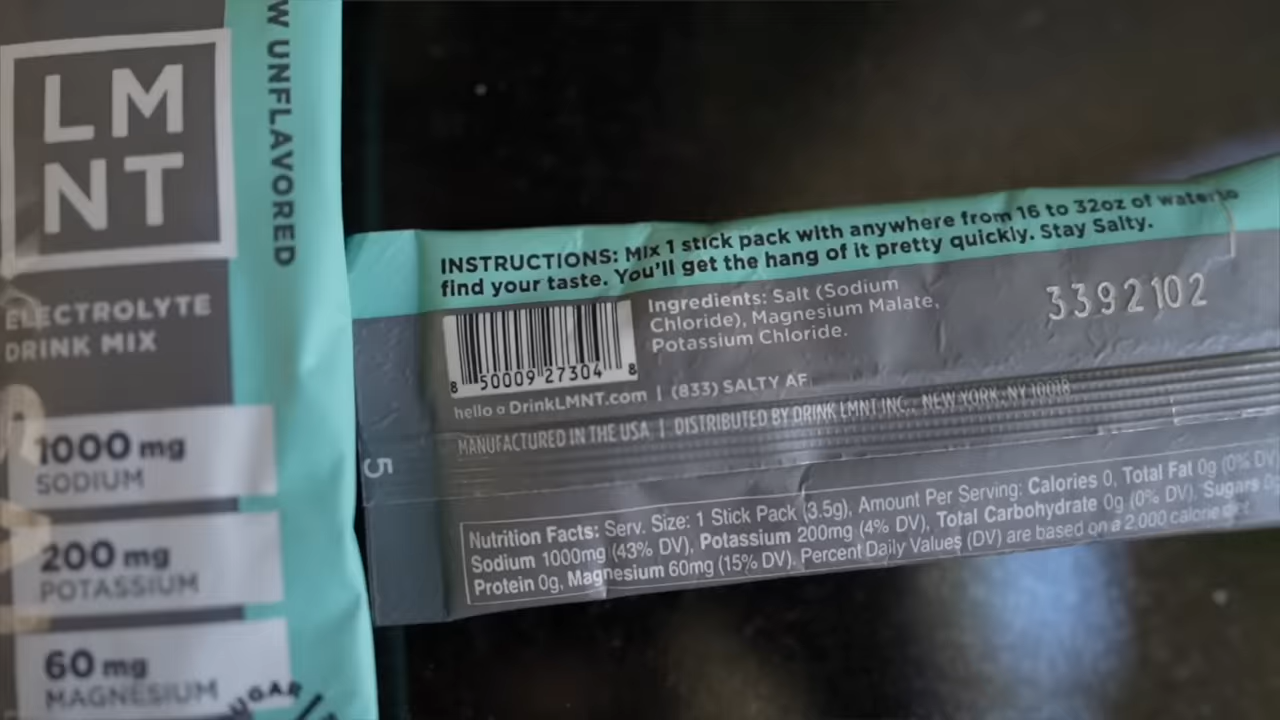 LM
NT
ELECTROLYTE
DRINK MIX
1000 mg
SODIUM
200 mg
POTASSIUM
60 mg
MAGNESIUM
W UNFLAVORED
UGAR
INSTRUCTIONS: Mix 1 stick pack with anywhere from 16 to 32oz of water to
find your taste. You'll get the hang of it pretty quickly. Stay Salty.
Ingredients: Salt (Sodium
Chloride), Magnesium Malate,
Potassium Chloride.
3392102
8 50009 27304 8
hello @ DrinkLMNT.com | (833) SALTY AF
MANUFACTURED IN THE USA | DISTRIBUTED BY DRINK LMNT INC., NEW YORK, NY 10018
5
Nutrition Facts: Serv. Size: 1 Stick Pack (3.5g), Amount Per Serving: Calories 0, Total Fat 0g (0% DV
Sodium 1000mg (43% DV), Potassium 200mg (4% DV), Total Carbohydrate 0g (0% DV), Sugars 0g
Protein 0g, Magnesium 60mg (15% DV). Percent Daily Values (DV) are based on a 2,000 calorie diet.